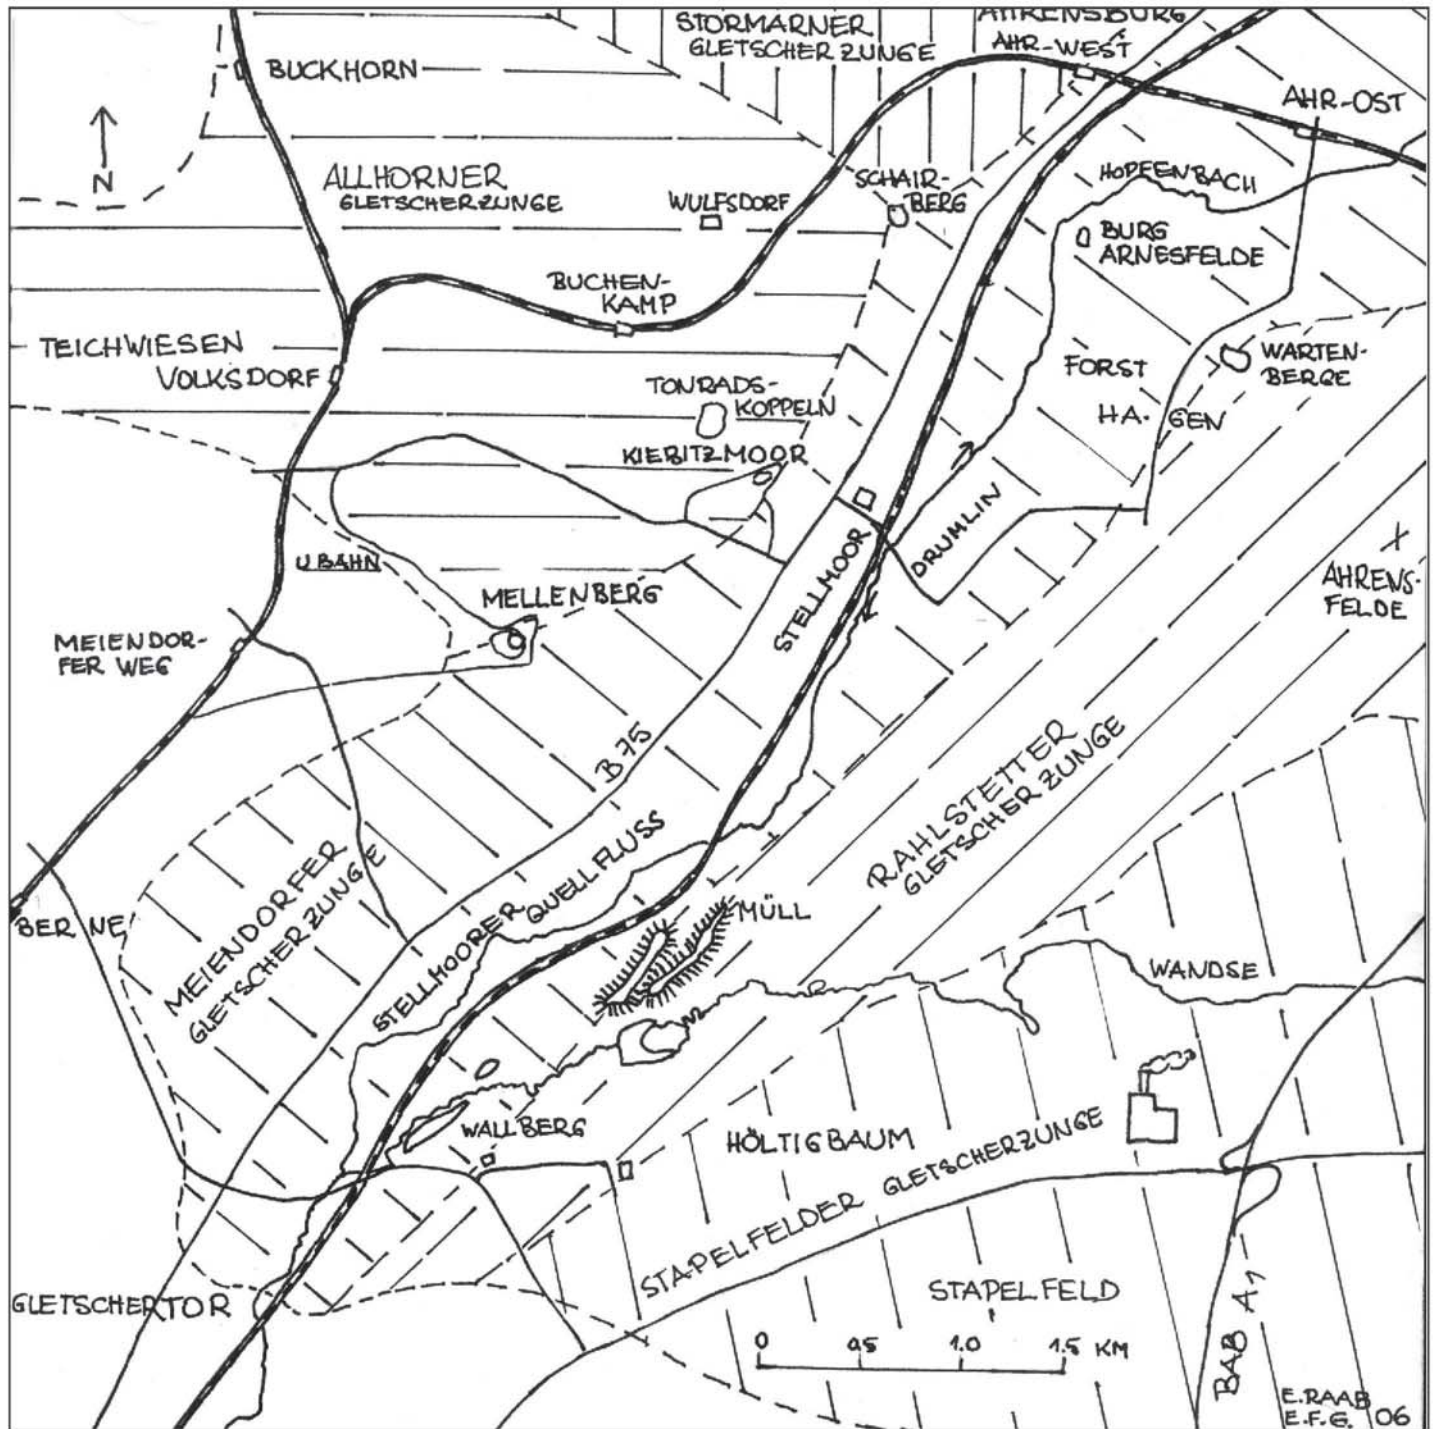 STORMARNER
GLETSCHERZUNGE
AHRENSBURG
AHR-WEST
BUCKHORN
AHR-OST
N
ALLHORNER
GLETSCHERZUNGE
WULFSDORF
SCHAIR-
BERG
HOPFENBACH
BURG
ARNESFELDE
BUCHEN-
KAMP
TEICHWIESEN
VOLKSDORF
TONRADS-
KOPPELN
KIEBITZMOOR
FORST
HA-GEN
WARTEN-
BERGE
U BAHN
MELLENBERG
STELLMOOR
DRUMLIN
AHRENS-
FELDE
MEIENDOR-
FER WEG
B 75
RAHLSTETTER
GLETSCHERZUNGE
MEIENDORFER
GLETSCHERZUNGE
STELLMOORER QUELLFLUSS
MÜLL
BERNE
WANDSE
WALLBERG
HÖLTIGBAUM
STAPELFELDER GLETSCHERZUNGE
GLETSCHERTOR
STAPELFELD
0 0,5 1.0 1.5 KM
BAB A1
E.RAAB
E.F.G. 06